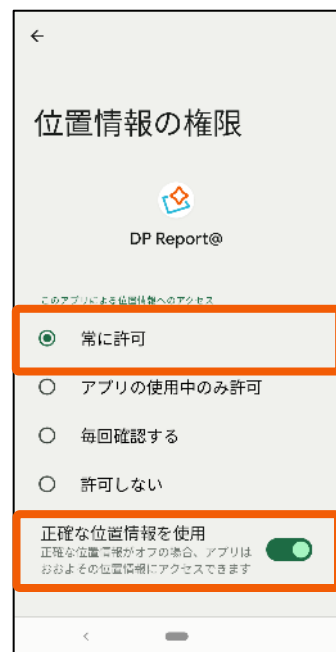 位置情報の権限
DP Report@
このアプリによる位置情報へのアクセス
常に許可
アプリの使用中のみ許可
毎回確認する
許可しない
正確な位置情報を使用
正確な位置情報がオフの場合、アプリは
おおよその位置情報にアクセスできます